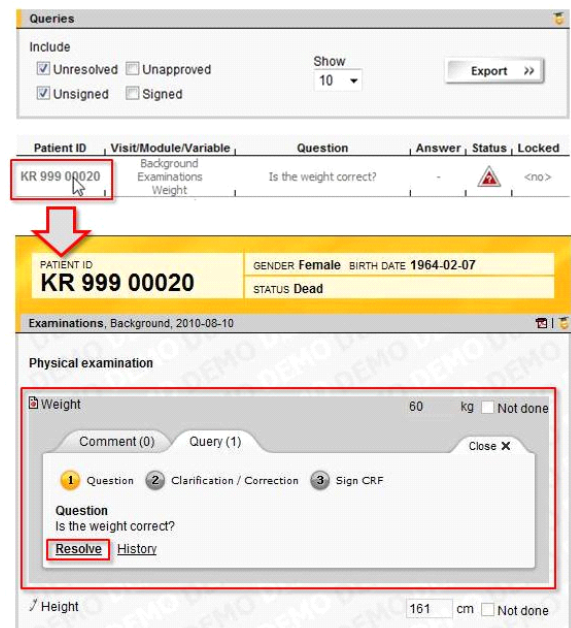 Queries
Include
Unresolved Unapproved
Unsigned Signed
Show
10
Export >>
Patient ID Visit/Module/Variable Question Answer Status Locked
KR 999 00020 Background Examinations Weight Is the weight correct? - <no>
PATIENT ID
KR 999 00020
GENDER Female BIRTH DATE 1964-02-07
STATUS Dead
Examinations, Background, 2010-08-10
Physical examination
Weight 60 kg Not done
Comment (0) Query (1) Close X
1 Question 2 Clarification / Correction 3 Sign CRF
Question
Is the weight correct?
Resolve History
Height 161 cm Not done
DEMO DEMO DEMO DEMO